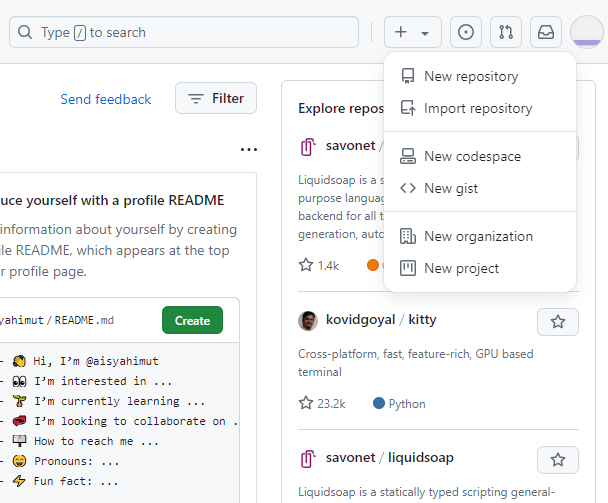 Type / to search
New repository
Import repository
New codespace
New gist
New organization
New project
Send feedback
Filter
uce yourself with a profile README
information about yourself by creating
ile README, which appears at the top
r profile page.
yahimut / README.md
Create
- 👋 Hi, I'm @aisyahimut
- 👀 I'm interested in ...
- 🌱 I'm currently learning ...
- 💞️ I'm looking to collaborate on .
- 📫 How to reach me ...
- 😄 Pronouns: ...
- ⚡ Fun fact: ...
Explore repos
savonet /
Liquidsoap is a s
purpose langua
backend for all t
generation, auto
1.4k
kovidgoyal / kitty
Cross-platform, fast, feature-rich, GPU based
terminal
23.2k
Python
savonet / liquidsoap
Liquidsoap is a statically typed scripting general-